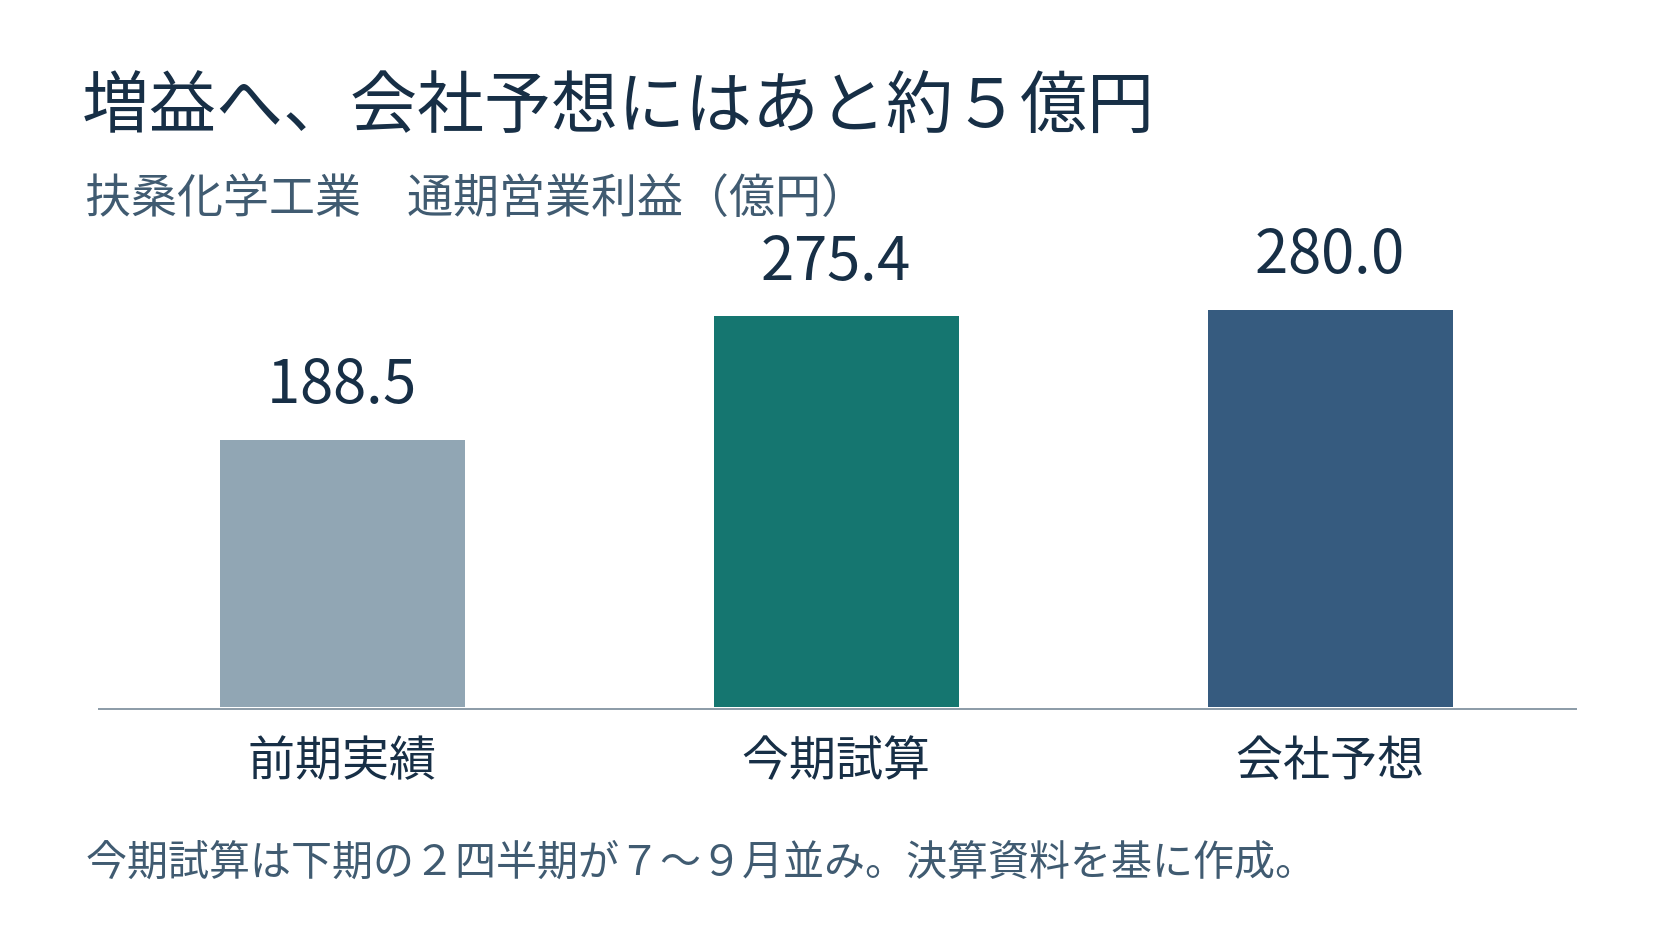 増益へ、会社予想にはあと約５億円
扶桑化学工業　通期営業利益（億円）
188.5
275.4
280.0
前期実績
今期試算
会社予想
今期試算は下期の２四半期が７～９月並み。決算資料を基に作成。